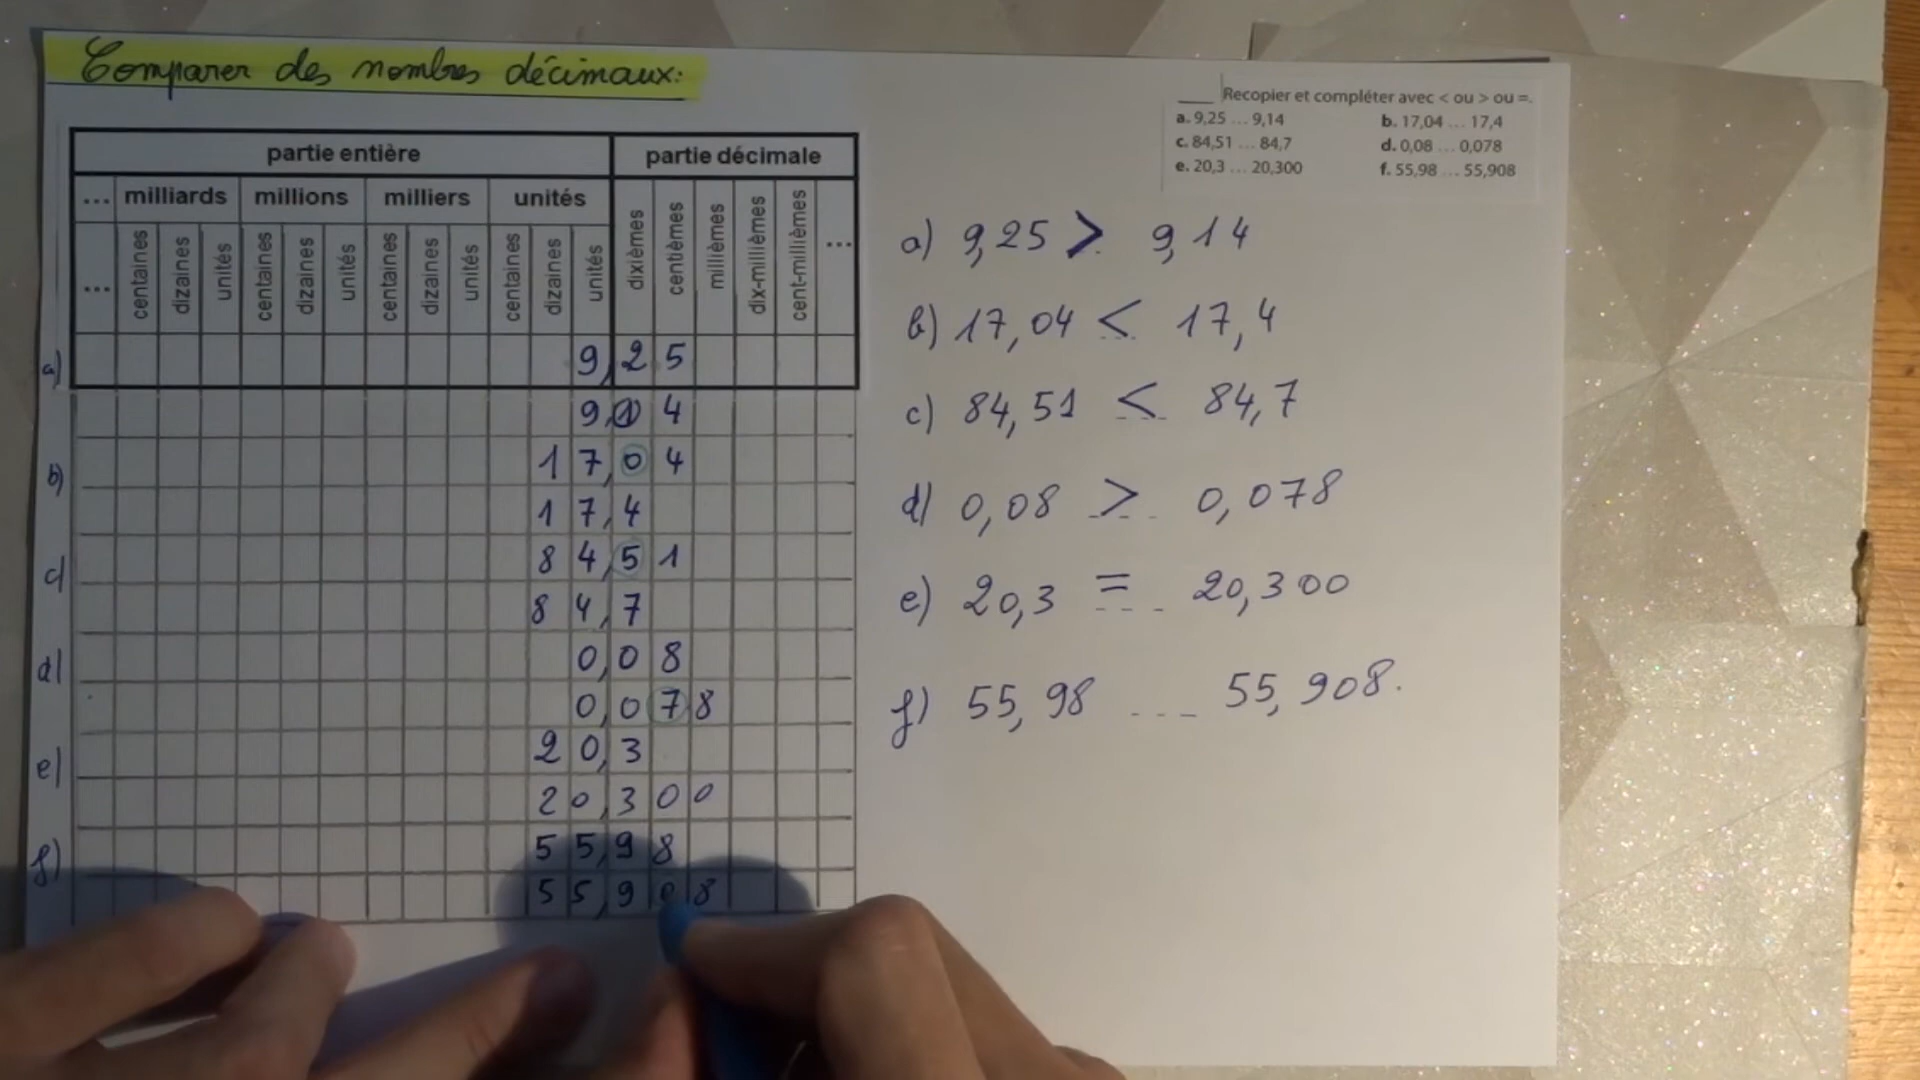 Comparer des nombres décimaux:
Recopier et compléter avec < ou > ou =.
a. 9,25 ... 9,14 b. 17,04 ... 17,4
c. 84,51 ... 84,7 d. 0,08 ... 0,078
e. 20,3 ... 20,300 f. 55,98 ... 55,908
partie entière partie décimale
... milliards millions milliers unités
... centaines dizaines unités centaines dizaines unités centaines dizaines unités centaines dizaines unités dixièmes centièmes millièmes dix-millièmes cent-millièmes ...
a) 9,25
9,14
b) 17,04
17,4
c) 84,51
84,7
d) 0,08
0,078
e) 20,3
20,300
f) 55,98
55,908
a) 9,25 > 9,14
b) 17,04 < 17,4
c) 84,51 < 84,7
d) 0,08 > 0,078
e) 20,3 = 20,300
f) 55,98 ... 55,908.